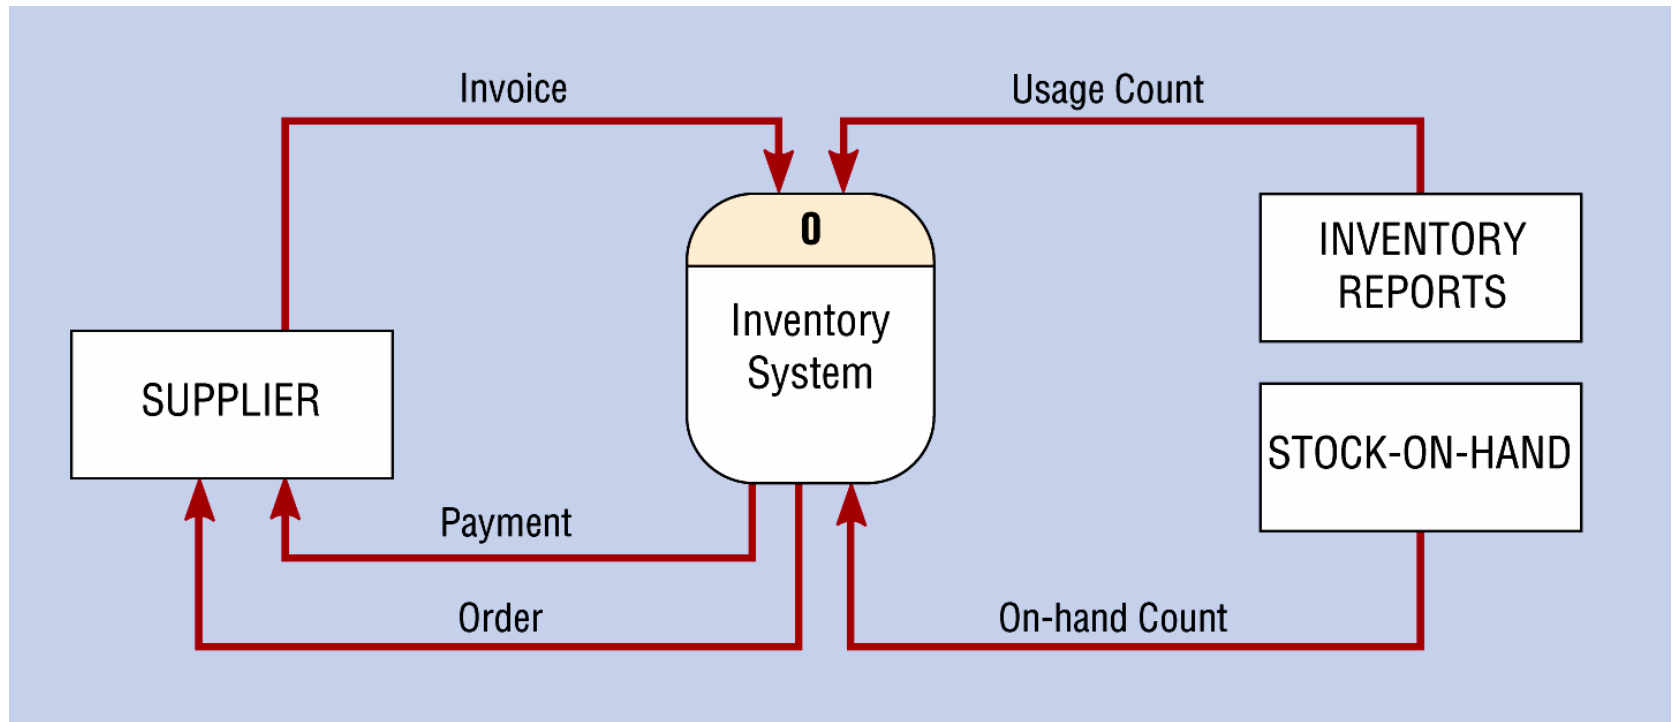 Invoice
Usage Count
0
Inventory
System
INVENTORY
REPORTS
SUPPLIER
STOCK-ON-HAND
Payment
Order
On-hand Count